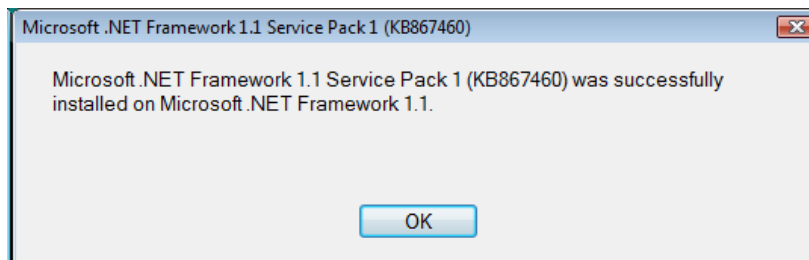 Microsoft .NET Framework 1.1 Service Pack 1 (KB867460)
Microsoft .NET Framework 1.1 Service Pack 1 (KB867460) was successfully
installed on Microsoft .NET Framework 1.1.
OK